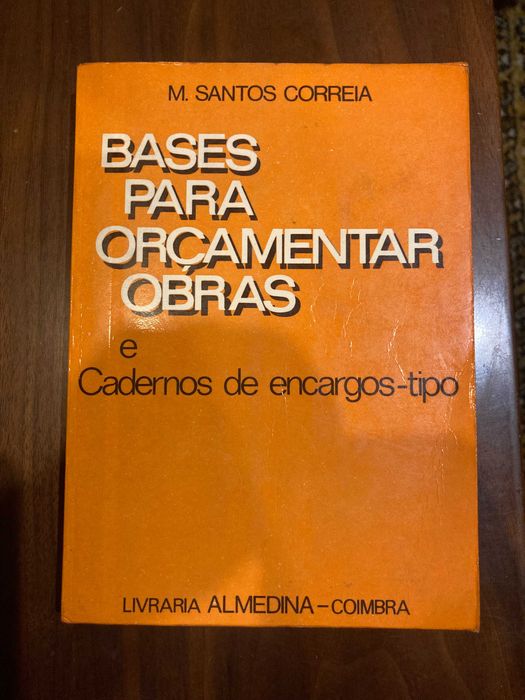 M. SANTOS CORREIA
BASES
PARA
ORÇAMENTAR
OBRAS
e
Cadernos de encargos-tipo
LIVRARIA ALMEDINA – COIMBRA